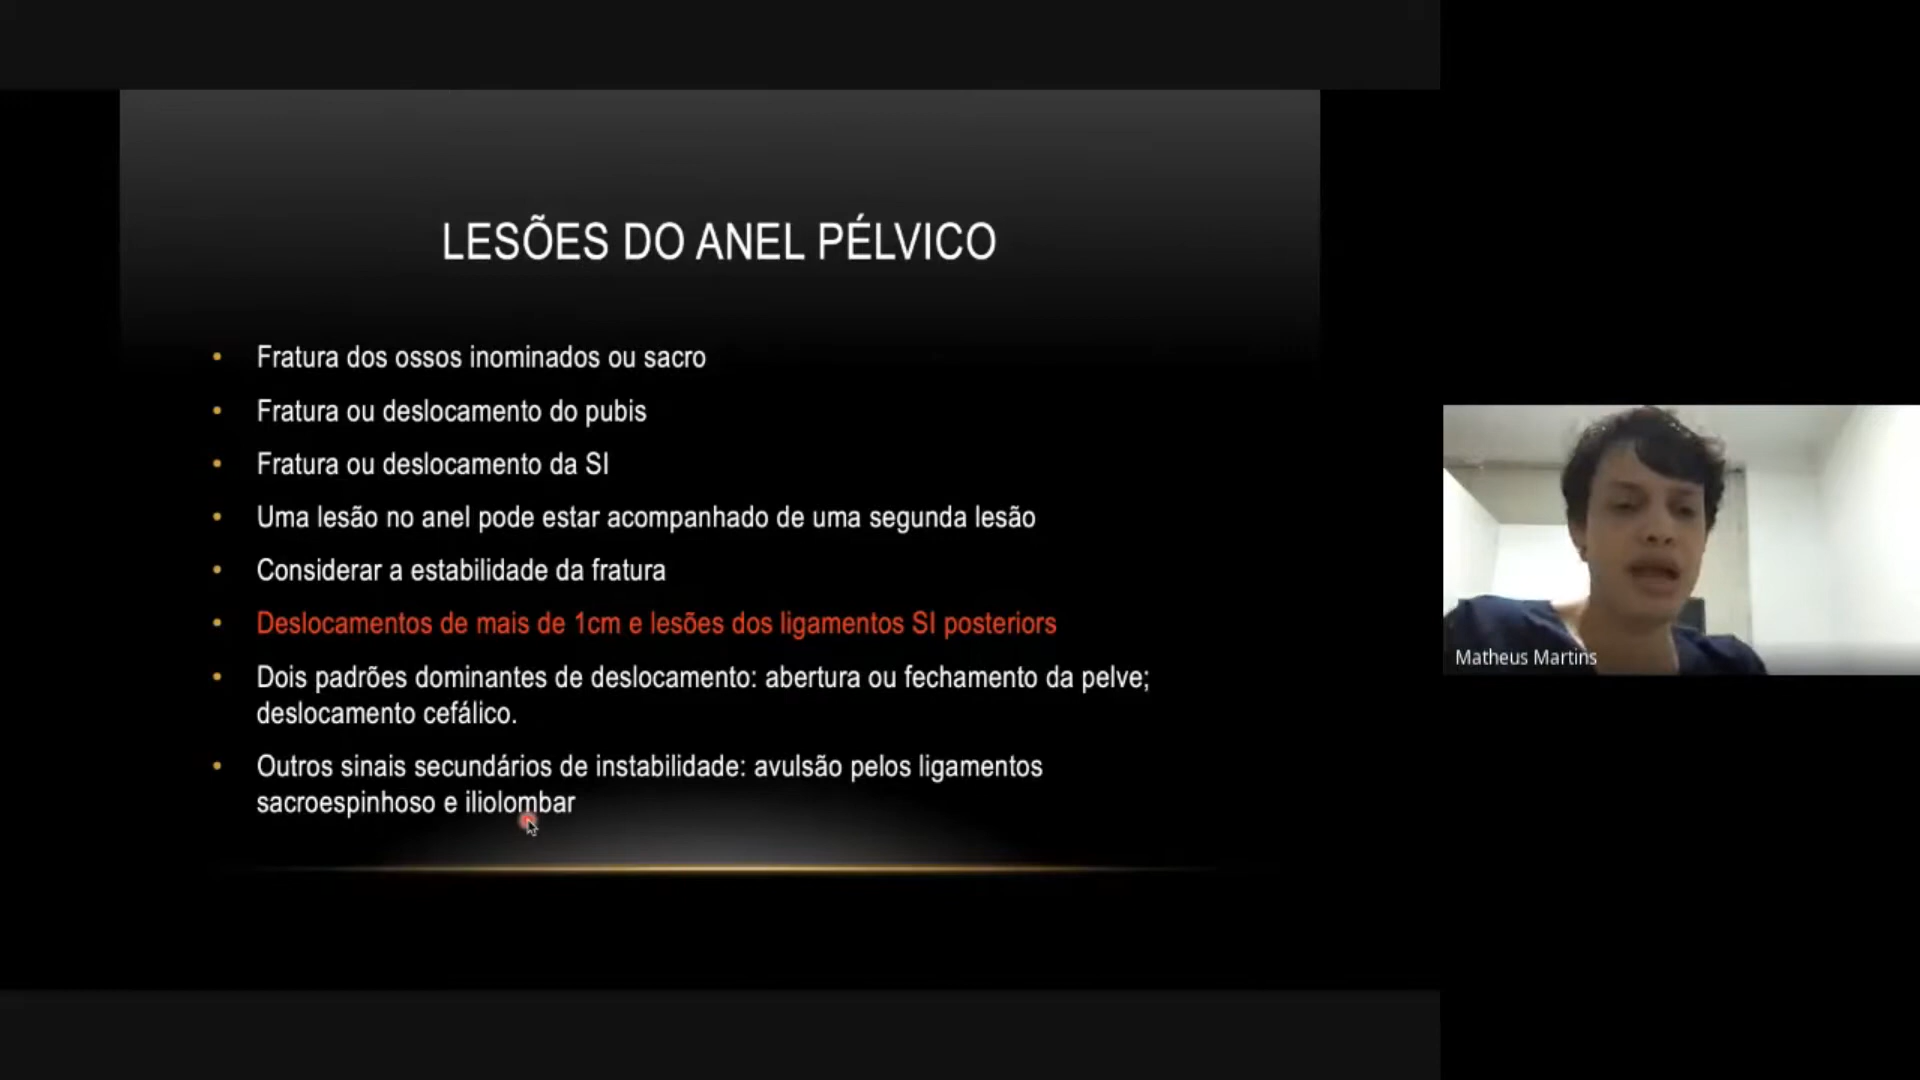 LESÕES DO ANEL PÉLVICO
• Fratura dos ossos inominados ou sacro
• Fratura ou deslocamento do pubis
• Fratura ou deslocamento da SI
• Uma lesão no anel pode estar acompanhado de uma segunda lesão
• Considerar a estabilidade da fratura
• Deslocamentos de mais de 1cm e lesões dos ligamentos SI posteriors
• Dois padrões dominantes de deslocamento: abertura ou fechamento da pelve;
deslocamento cefálico.
• Outros sinais secundários de instabilidade: avulsão pelos ligamentos
sacroespinhoso e iliolombar
Matheus Martins